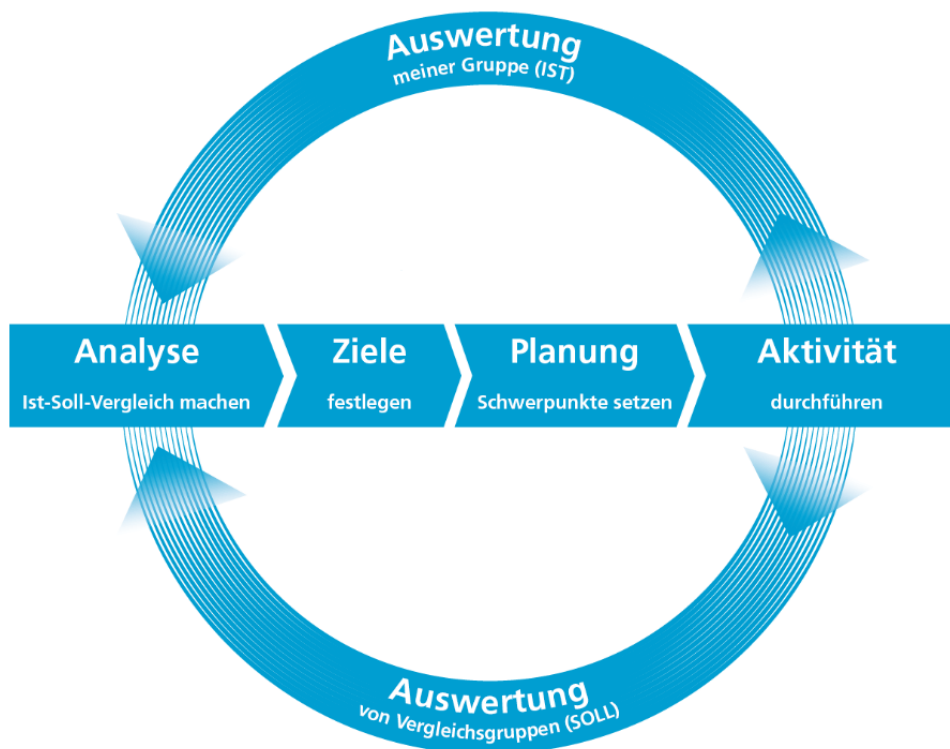 Auswertung
meiner Gruppe (IST)
Analyse
Ist-Soll-Vergleich machen
Ziele
festlegen
Planung
Schwerpunkte setzen
Aktivität
durchführen
Auswertung
von Vergleichsgruppen (SOLL)